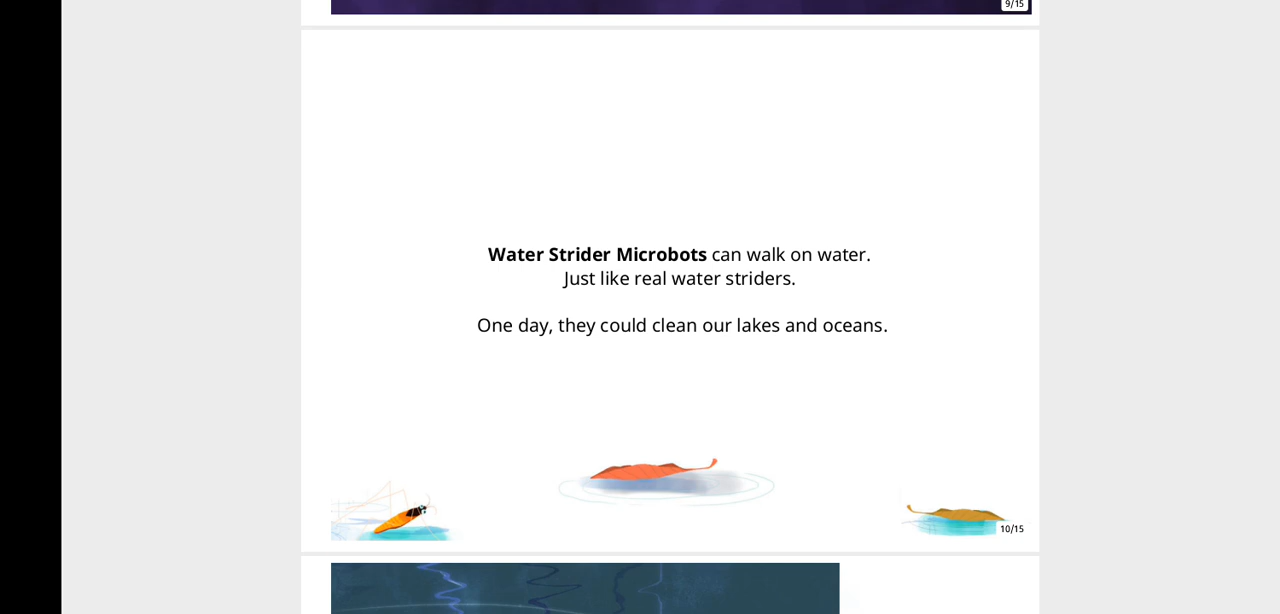 9/15
Water Strider Microbots can walk on water.
Just like real water striders.
One day, they could clean our lakes and oceans.
10/15